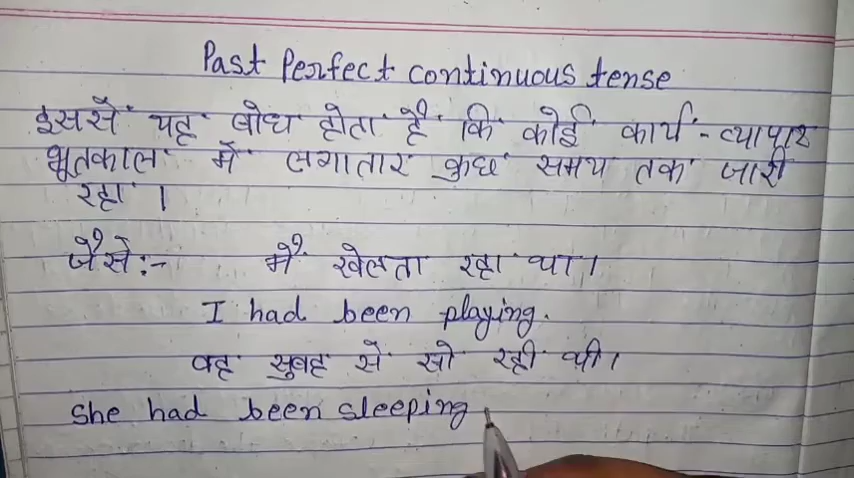 Past Perfect continuous tense
इससे यह बोध होता है कि कोई कार्य-व्यापार
भूतकाल में लगातार कुछ समय तक जारी
रहा ।
जैसे:- मैं खेलता रहा था।
I had been playing.
वह सुबह से सो रही थी।
She had been sleeping